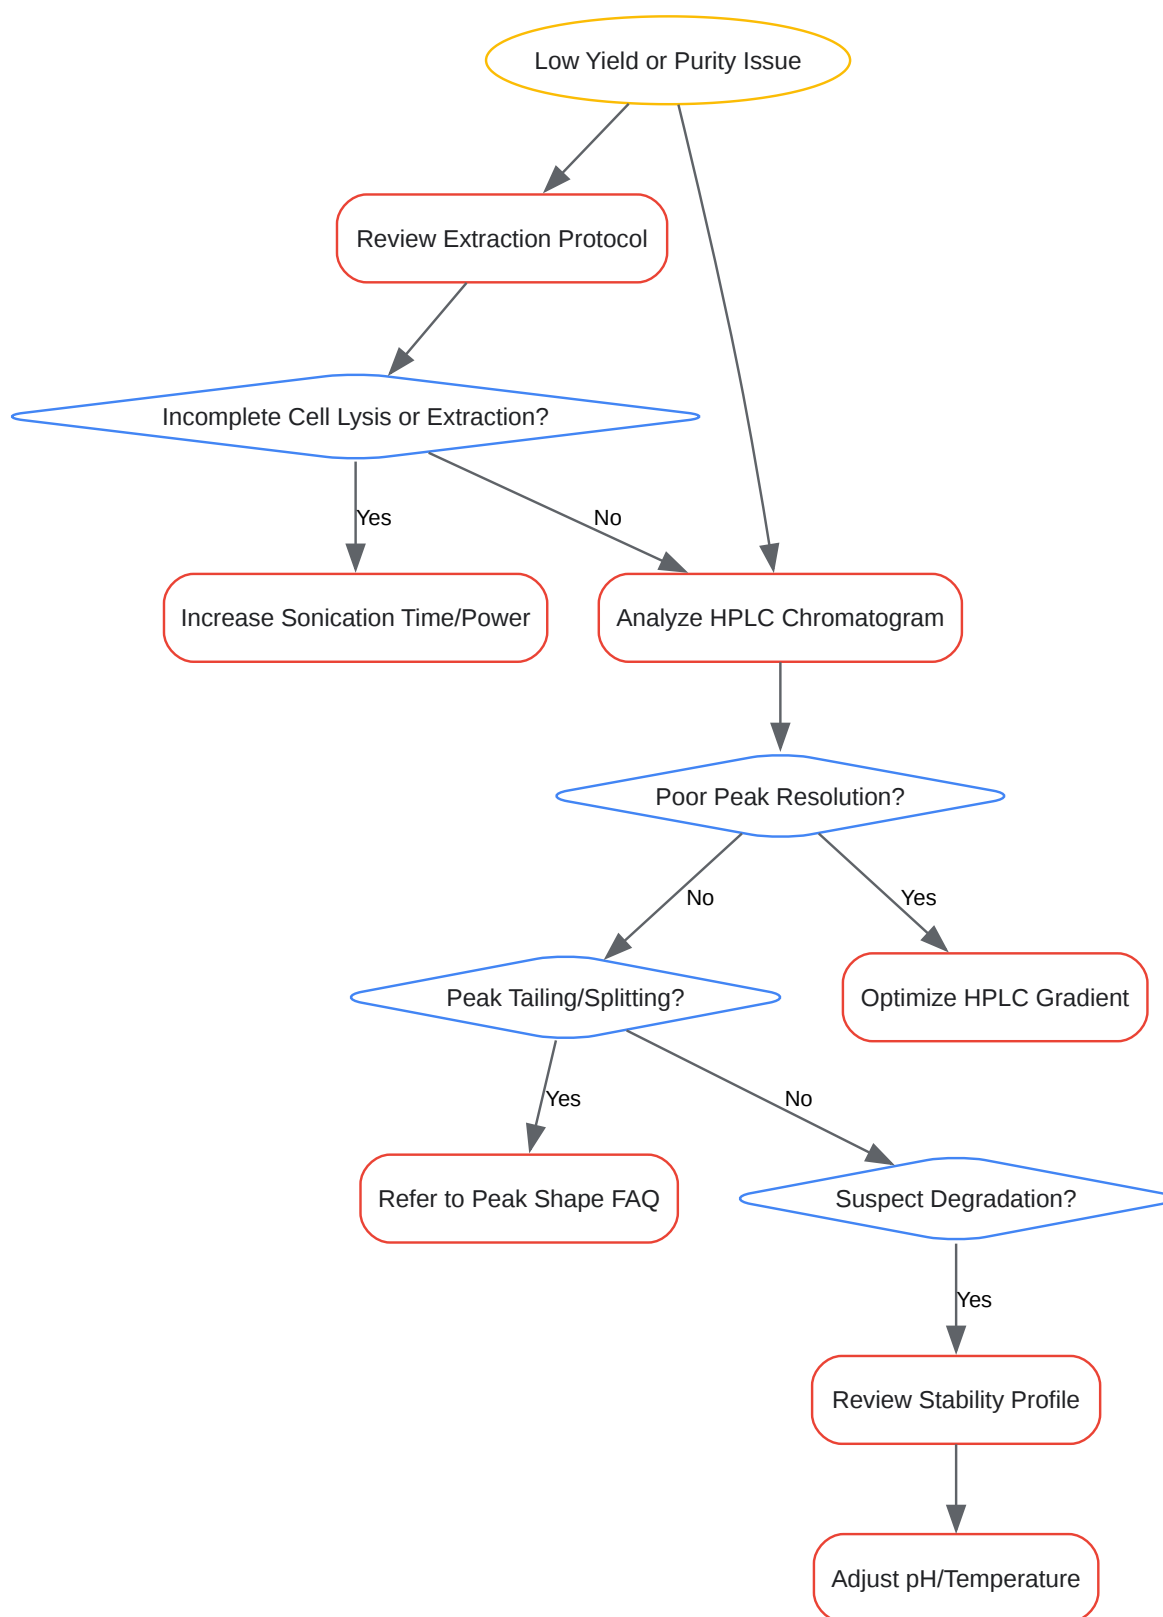 Low Yield or Purity Issue
Review Extraction Protocol
Incomplete Cell Lysis or Extraction?
Yes
No
Increase Sonication Time/Power
Analyze HPLC Chromatogram
Poor Peak Resolution?
No
Yes
Peak Tailing/Splitting?
Optimize HPLC Gradient
Yes
No
Refer to Peak Shape FAQ
Suspect Degradation?
Yes
Review Stability Profile
Adjust pH/Temperature